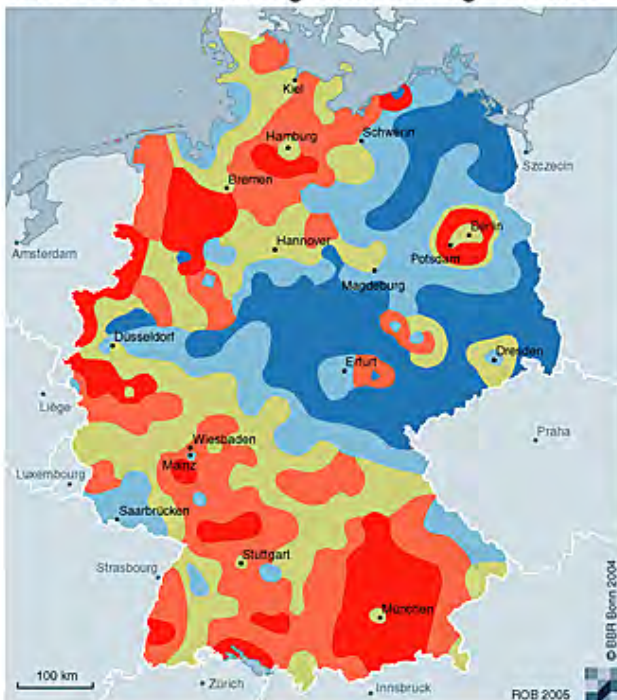 Kiel
Hamburg
Schwerin
Bremen
Szczecin
Amsterdam
Hannover
Berlin
Potsdam
Magdeburg
Düsseldorf
Erfurt
Dresden
Liège
Wiesbaden
Praha
Mainz
Luxembourg
Saarbrücken
Stuttgart
Strasbourg
München
100 km
Zürich
Innsbruck
ROB 2005
© BBR Bonn 2004